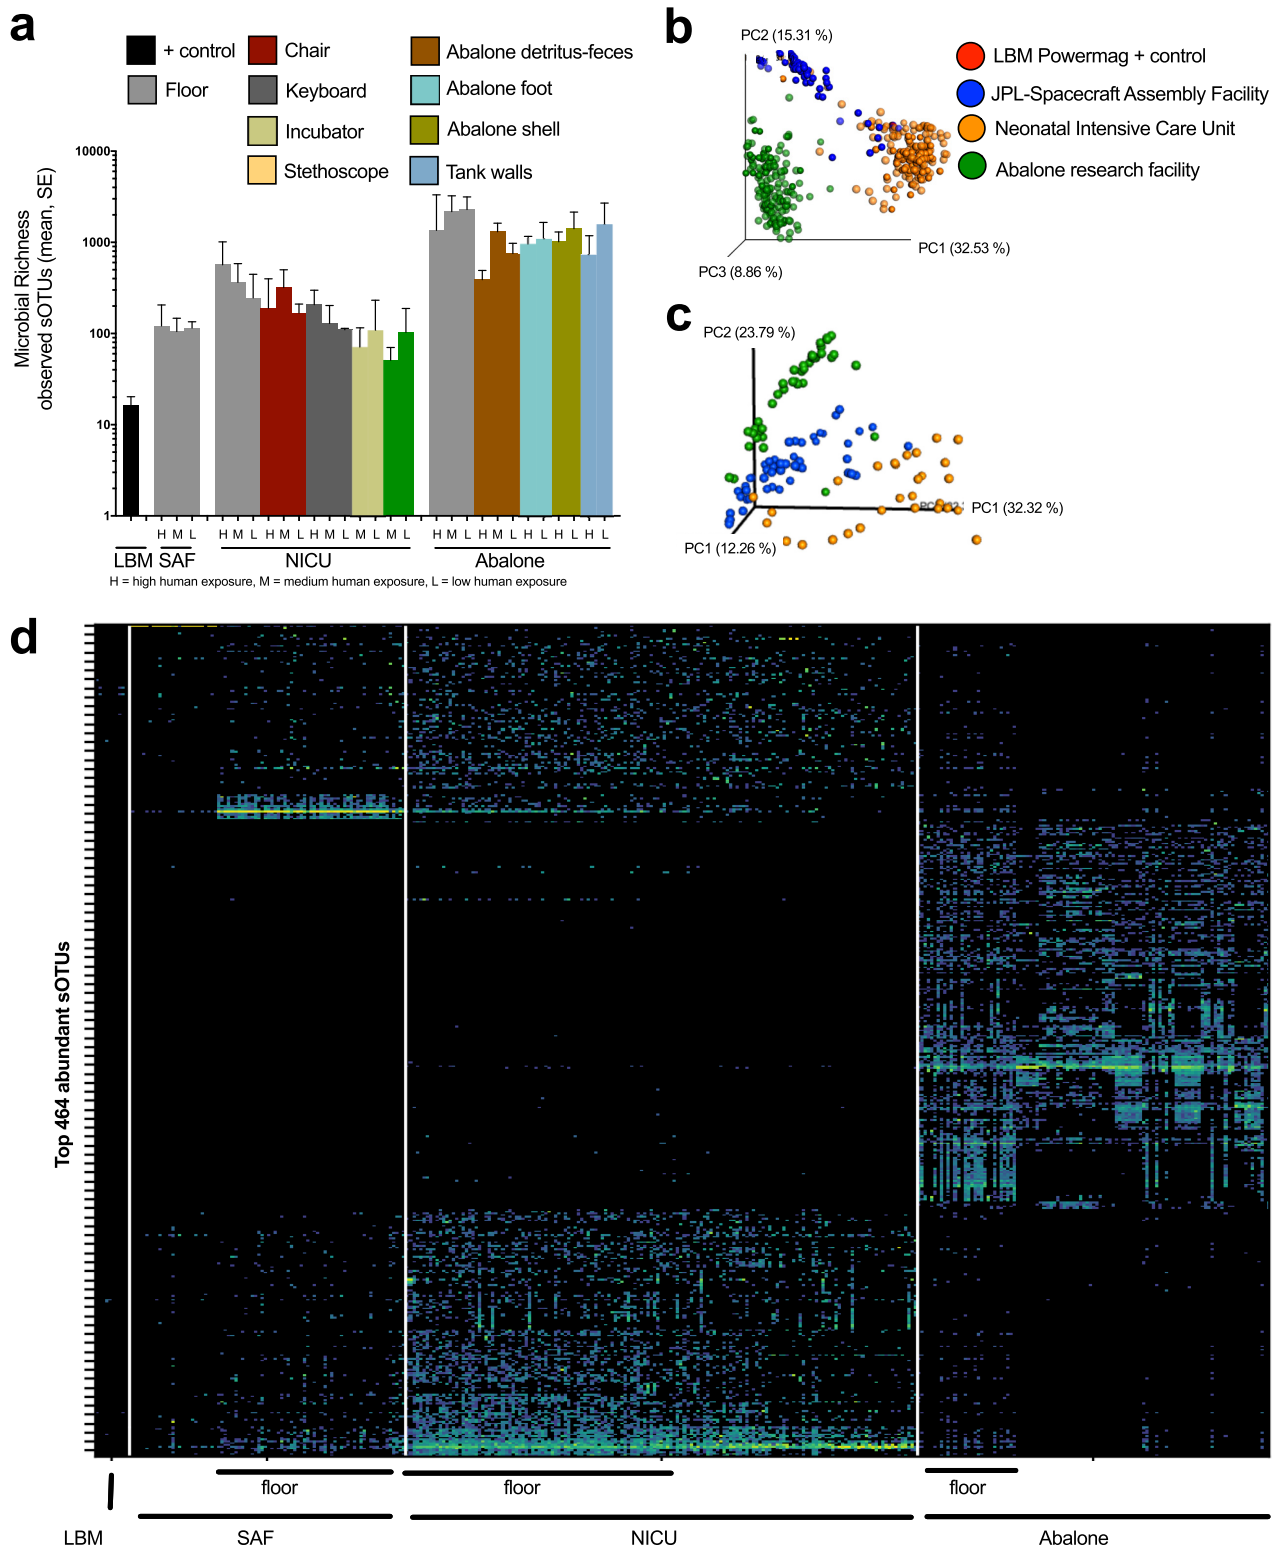 a
+ control
Chair
Abalone detritus-feces
Floor
Keyboard
Abalone foot
Incubator
Abalone shell
Stethoscope
Tank walls
Microbial Richness
observed sOTUs (mean, SE)
10000
1000
100
10
1
H M L H M L H M L H M L M L M L H M L H M L H L H L H L
LBM SAF NICU Abalone
H = high human exposure, M = medium human exposure, L = low human exposure
b
PC2 (15.31 %)
PC1 (32.53 %)
PC3 (8.86 %)
LBM Powermag + control
JPL-Spacecraft Assembly Facility
Neonatal Intensive Care Unit
Abalone research facility
c
PC2 (23.79 %)
PC1 (32.32 %)
PC1 (12.26 %)
d
Top 464 abundant sOTUs
floor floor floor
LBM SAF NICU Abalone